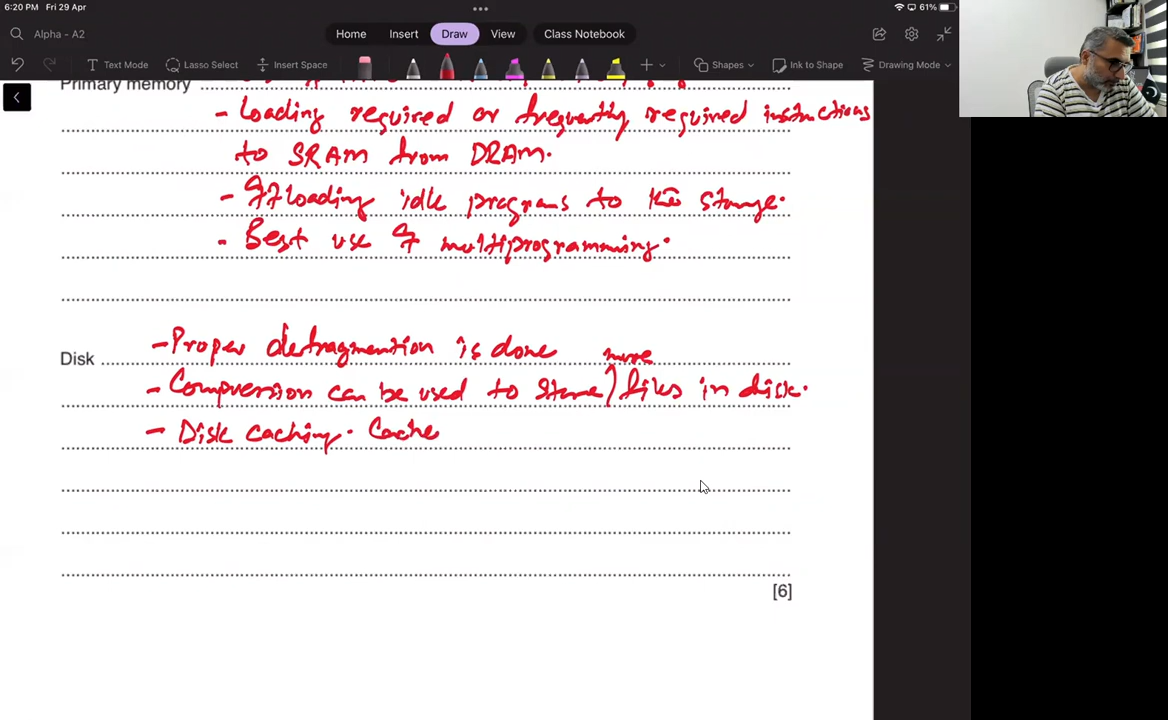 6:20 PM Fri 29 Apr
61%
Alpha - A2
Home Insert Draw View Class Notebook
Text Mode Lasso Select Insert Space Shapes Ink to Shape Drawing Mode
Primary memory
- Loading required or frequently required instructions
to SRAM from DRAM.
- Offloading idle programs to the storage.
- Best use of multiprogramming.
Disk - Proper defragmention is done
more
- Compression can be used to store files in disk.
- Disk caching. Cache
[6]